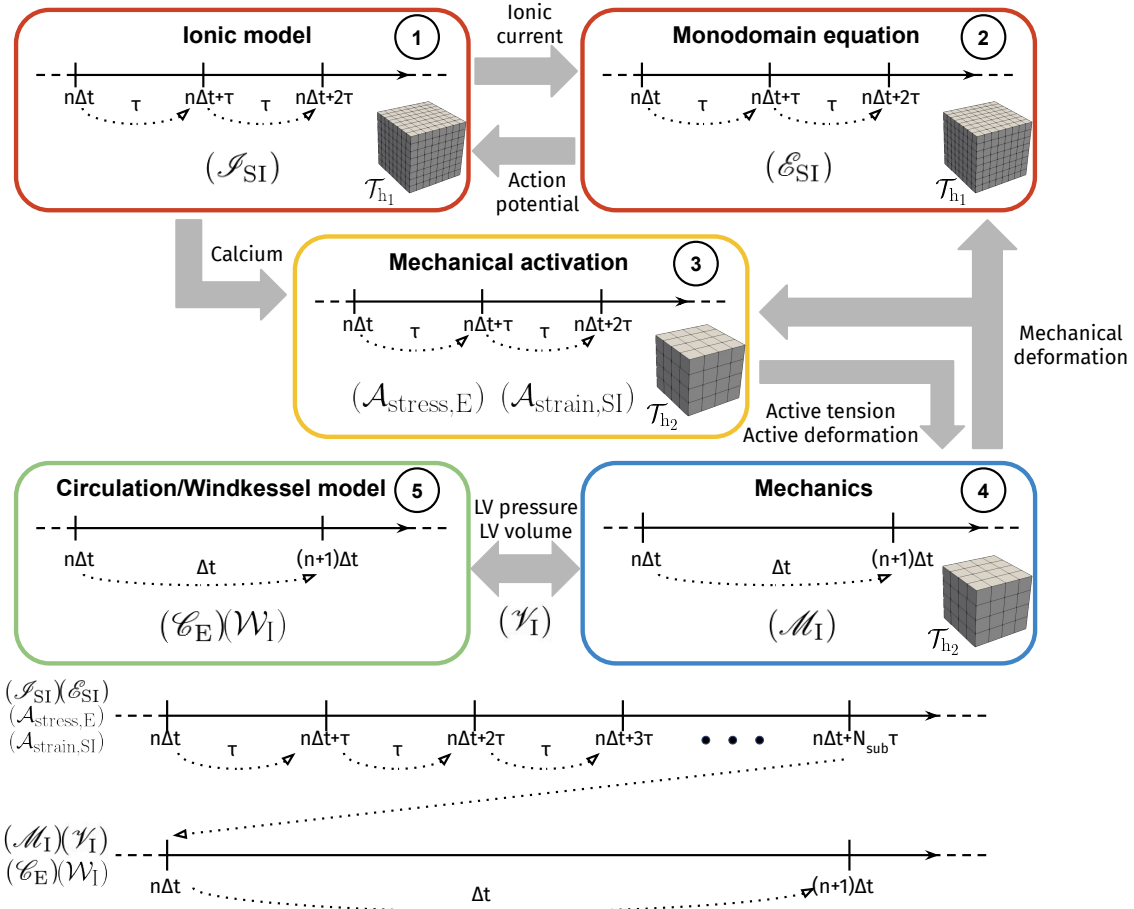 Ionic model
1
nΔt
nΔt+τ
nΔt+2τ
τ
τ
(ℐSI)
𝒯h1
Ionic
current
Action
potential
Monodomain equation
2
nΔt
nΔt+τ
nΔt+2τ
τ
τ
(ℰSI)
𝒯h1
Calcium
Mechanical activation
3
nΔt
nΔt+τ
nΔt+2τ
τ
τ
(𝒜stress,E) (𝒜strain,SI)
𝒯h2
Mechanical
deformation
Active tension
Active deformation
Circulation/Windkessel model
5
nΔt
(n+1)Δt
Δt
(𝒞E)(𝒲I)
LV pressure
LV volume
(𝒱I)
Mechanics
4
nΔt
(n+1)Δt
Δt
(ℳI)
𝒯h2
(ℐSI)(ℰSI)
(𝒜stress,E)
(𝒜strain,SI)
nΔt
nΔt+τ
nΔt+2τ
nΔt+3τ
nΔt+Nsubτ
τ
τ
τ
(ℳI)(𝒱I)
(𝒞E)(𝒲I)
nΔt
(n+1)Δt
Δt